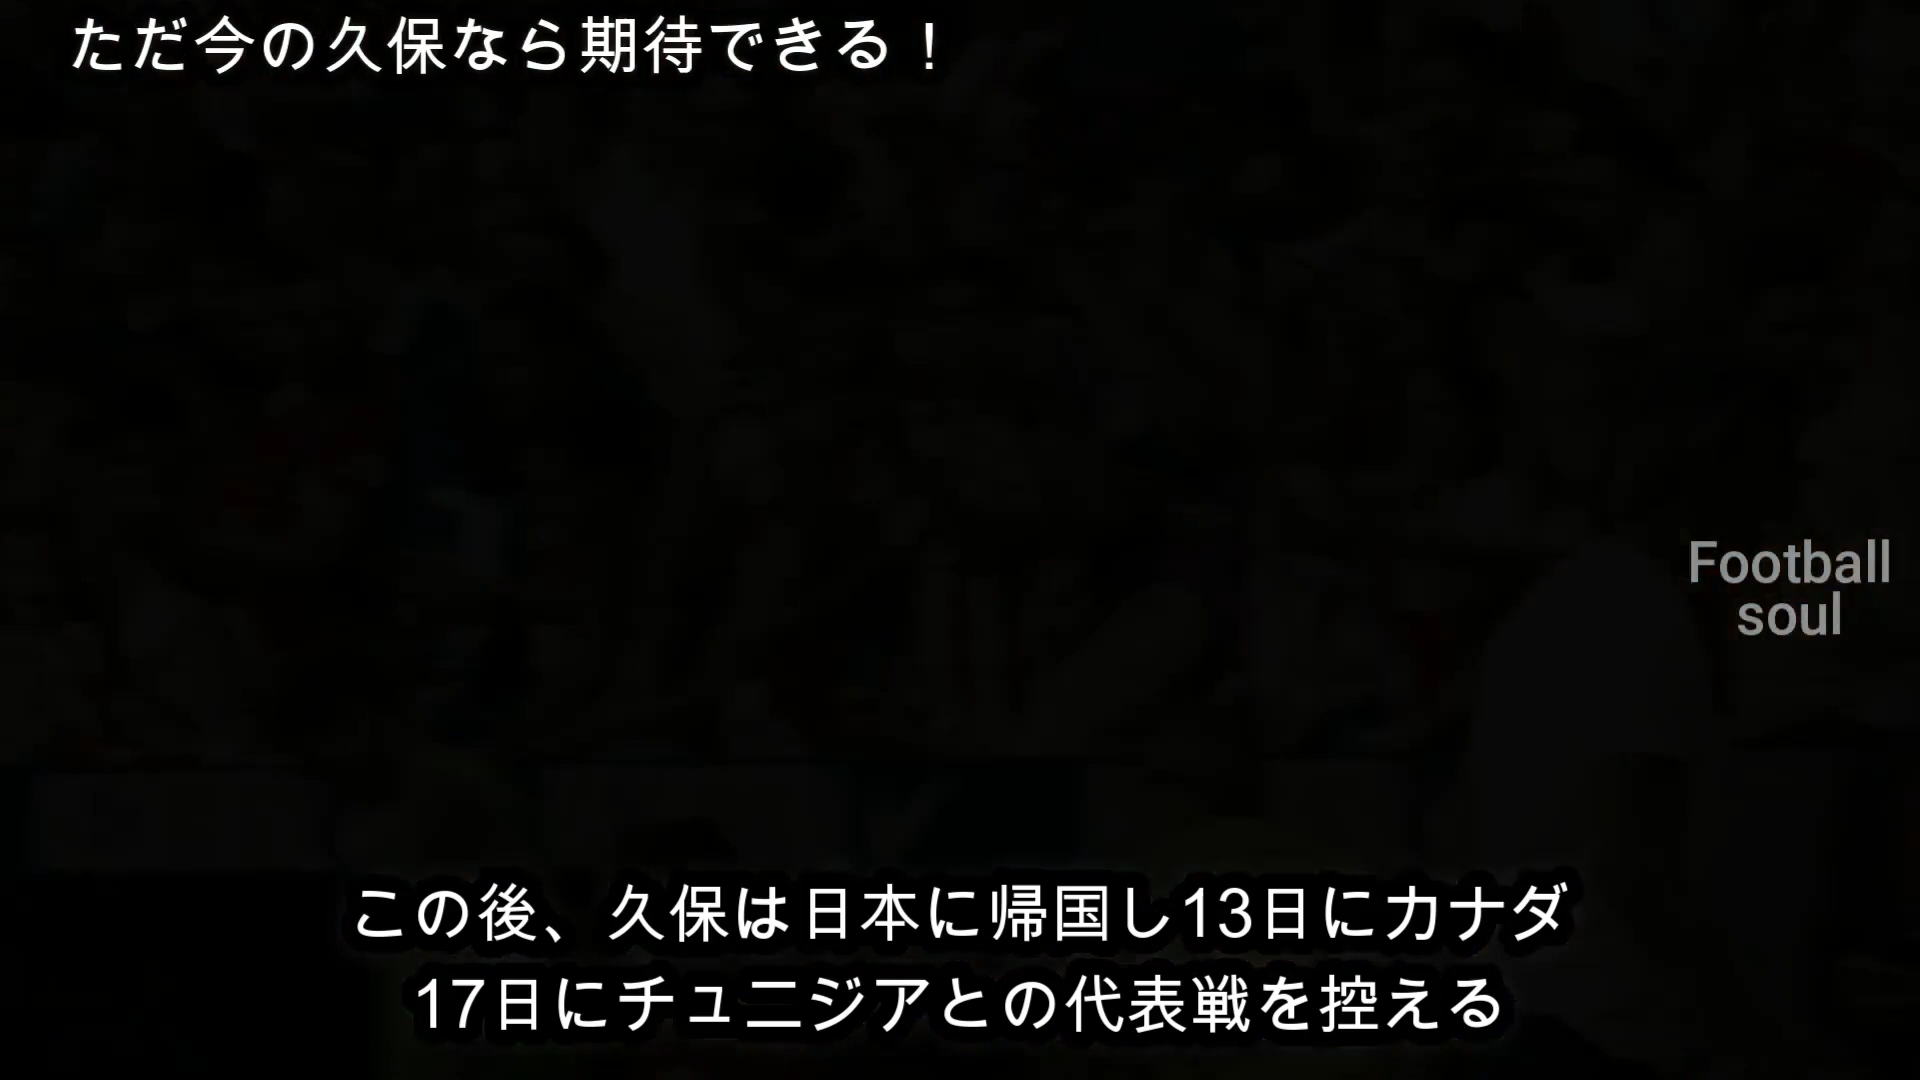 ただ今の久保なら期待できる！
Football
soul
この後、久保は日本に帰国し13日にカナダ
17日にチュニジアとの代表戦を控える